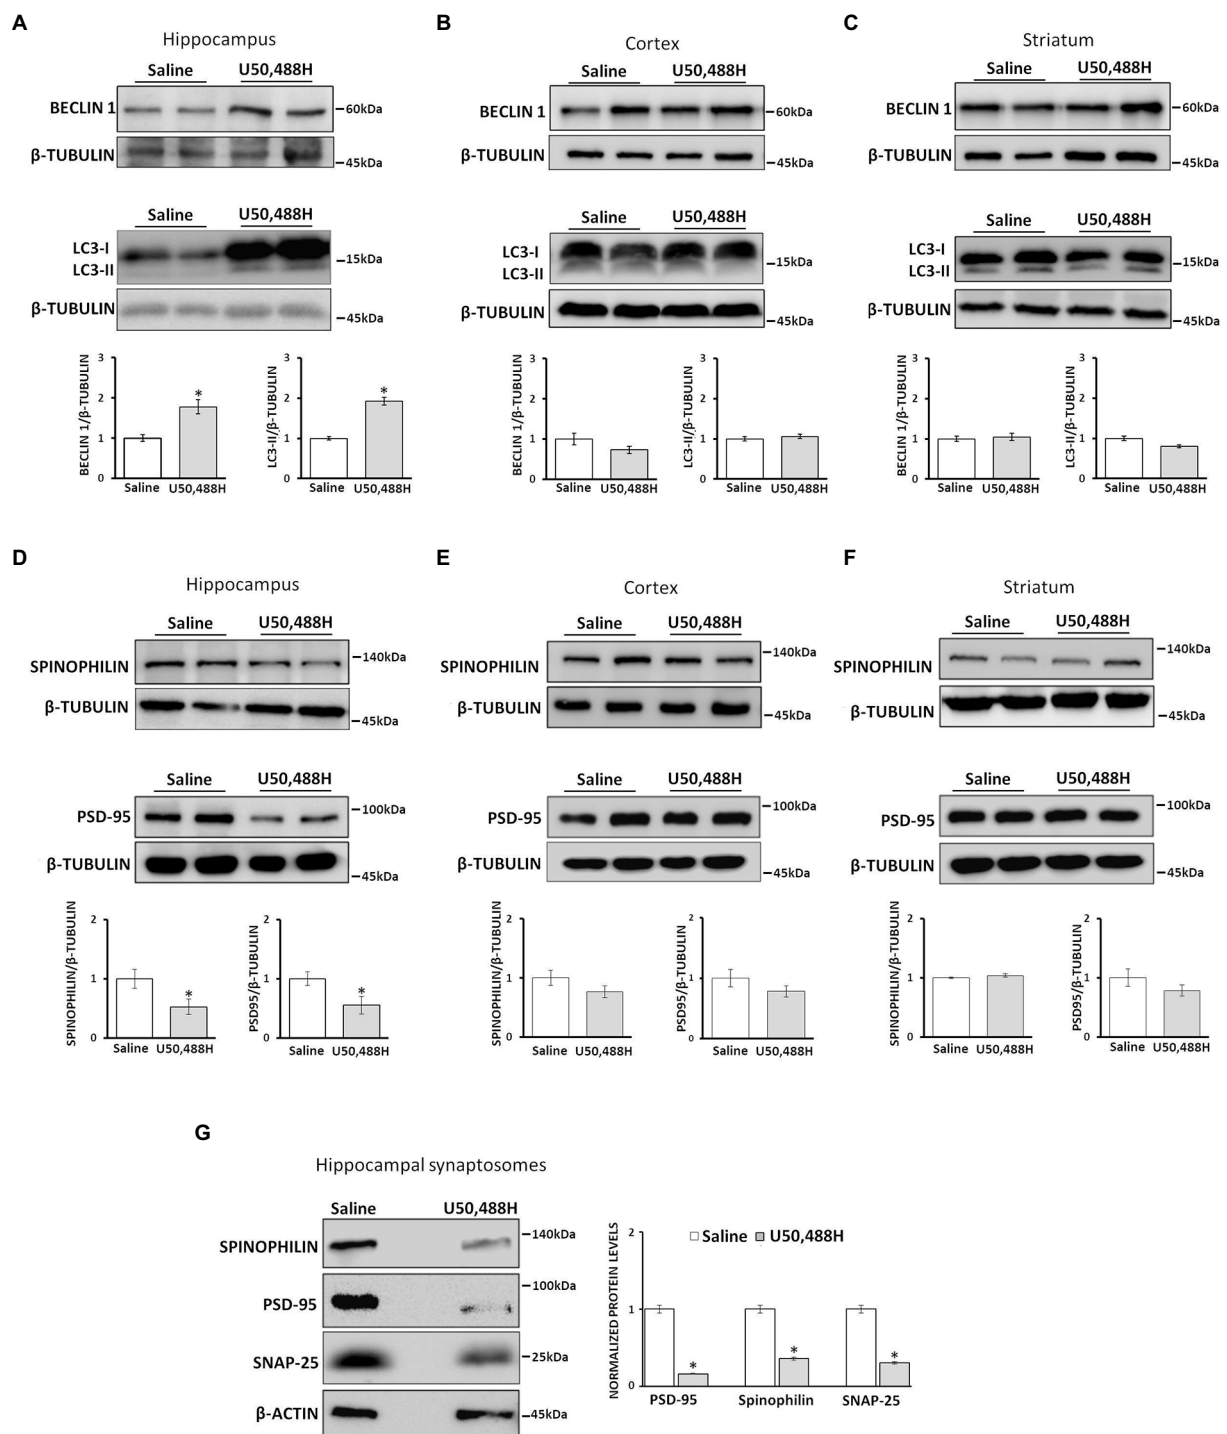 A
Hippocampus
Saline U50,488H
BECLIN 1
60kDa
β-TUBULIN
45kDa
Saline U50,488H
LC3-I
LC3-II
15kDa
β-TUBULIN
45kDa
BECLIN 1/β-TUBULIN
3
2
1
0
*
Saline U50,488H
LC3-II/β-TUBULIN
3
2
1
0
*
Saline U50,488H
B
Cortex
Saline U50,488H
BECLIN 1
60kDa
β-TUBULIN
45kDa
Saline U50,488H
LC3-I
LC3-II
15kDa
β-TUBULIN
45kDa
BECLIN 1/β-TUBULIN
3
2
1
0
Saline U50,488H
LC3-II/β-TUBULIN
3
2
1
0
Saline U50,488H
C
Striatum
Saline U50,488H
BECLIN 1
60kDa
β-TUBULIN
45kDa
Saline U50,488H
LC3-I
LC3-II
15kDa
β-TUBULIN
45kDa
BECLIN 1/β-TUBULIN
3
2
1
0
Saline U50,488H
LC3-II/β-TUBULIN
3
2
1
0
Saline U50,488H
D
Hippocampus
Saline U50,488H
SPINOPHILIN
140kDa
β-TUBULIN
45kDa
Saline U50,488H
PSD-95
100kDa
β-TUBULIN
45kDa
SPINOPHILIN/β-TUBULIN
2
1
0
*
Saline U50,488H
PSD95/β-TUBULIN
2
1
0
*
Saline U50,488H
E
Cortex
Saline U50,488H
SPINOPHILIN
140kDa
β-TUBULIN
45kDa
Saline U50,488H
PSD-95
100kDa
β-TUBULIN
45kDa
SPINOPHILIN/β-TUBULIN
2
1
0
Saline U50,488H
PSD95/β-TUBULIN
2
1
0
Saline U50,488H
F
Striatum
Saline U50,488H
SPINOPHILIN
140kDa
β-TUBULIN
45kDa
Saline U50,488H
PSD-95
100kDa
β-TUBULIN
45kDa
SPINOPHILIN/β-TUBULIN
2
1
0
Saline U50,488H
PSD95/β-TUBULIN
2
1
0
Saline U50,488H
G
Hippocampal synaptosomes
Saline U50,488H
SPINOPHILIN
140kDa
PSD-95
100kDa
SNAP-25
25kDa
β-ACTIN
45kDa
NORMALIZED PROTEIN LEVELS
2
1
0
Saline U50,488H
* * *
PSD-95 Spinophilin SNAP-25